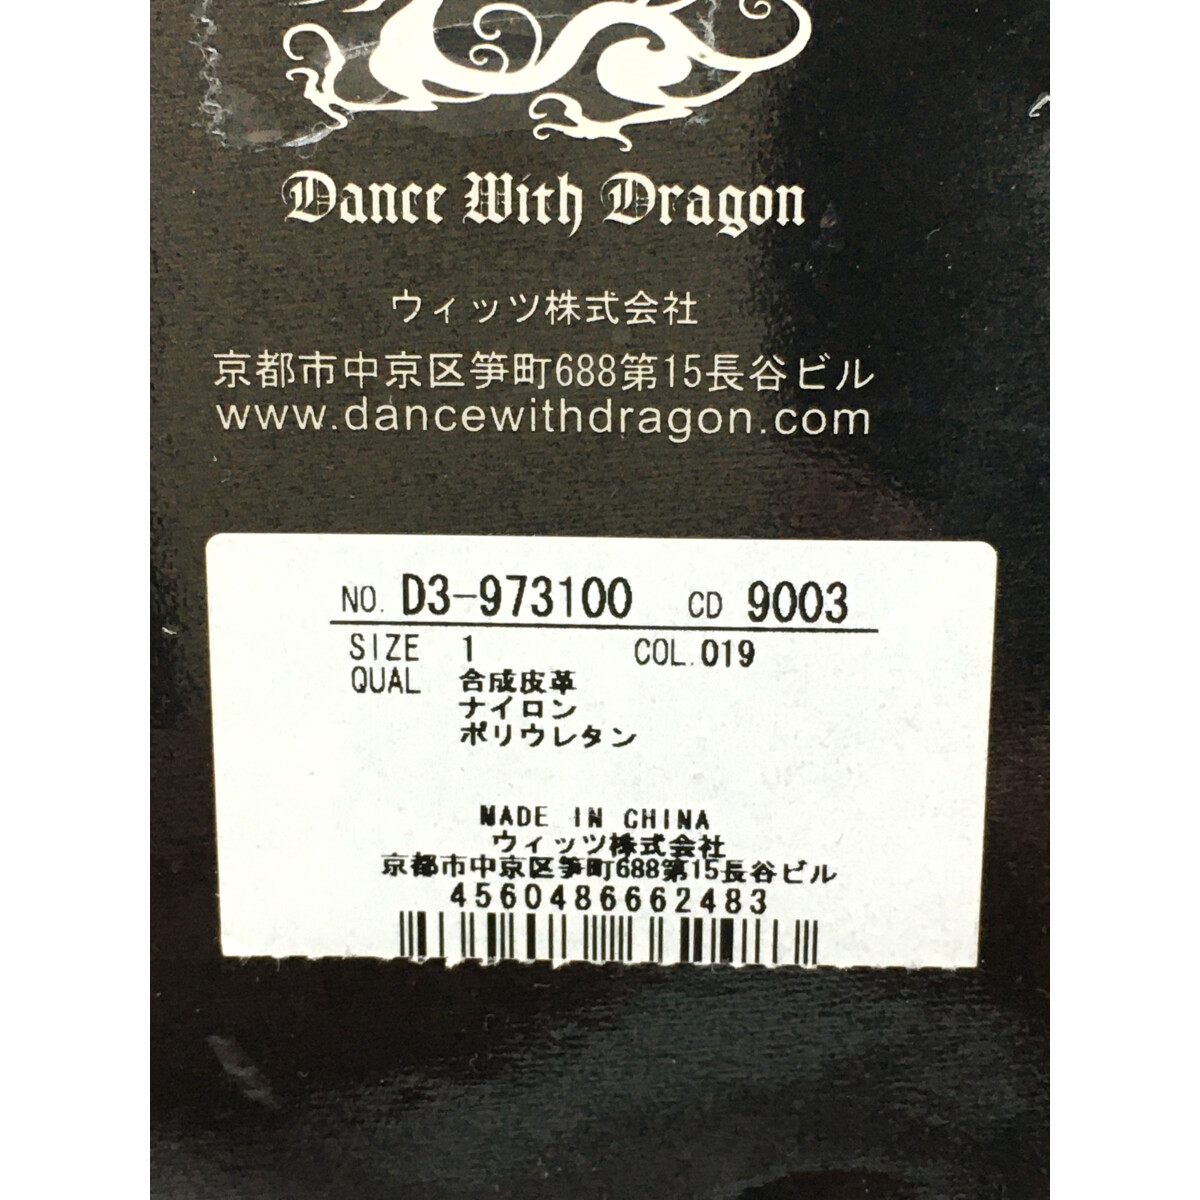 Dance With Dragon
ウィッツ株式会社
京都市中京区笋町688第15長谷ビル
www.dancewithdragon.com
NO. D3-973100 CD 9003
SIZE 1 COL.019
QUAL 合成皮革
ナイロン
ポリウレタン
MADE IN CHINA
ウィッツ株式会社
京都市中京区笋町688第15長谷ビル
4560486662483